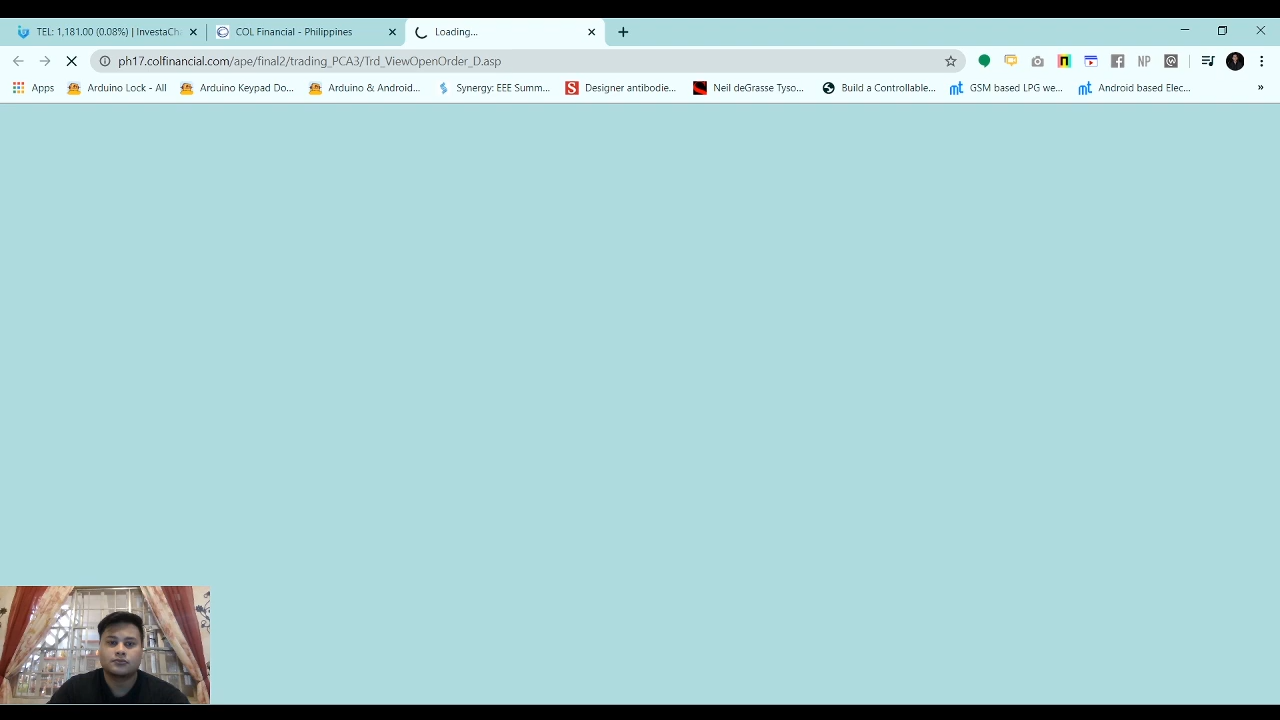 TEL: 1,181.00 (0.08%) | InvestaCh
COL Financial - Philippines
Loading...
ph17.colfinancial.com/ape/final2/trading_PCA3/Trd_ViewOpenOrder_D.asp
NP
Apps
Arduino Lock - All
Arduino Keypad Do...
Arduino & Android...
Synergy: EEE Summ...
Designer antibodie...
Neil deGrasse Tyso...
Build a Controllable...
GSM based LPG we...
Android based Elec...